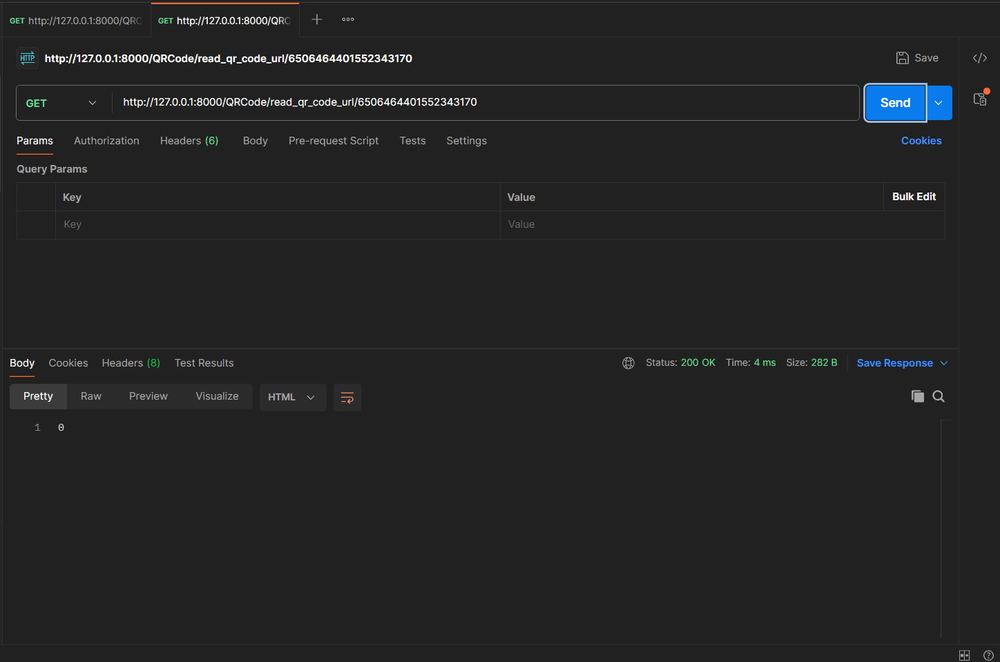 GET http://127.0.0.1:8000/QRC GET http://127.0.0.1:8000/QRC
HTTP http://127.0.0.1:8000/QRCode/read_qr_code_url/6506464401552343170 Save
GET http://127.0.0.1:8000/QRCode/read_qr_code_url/6506464401552343170 Send
Params Authorization Headers (6) Body Pre-request Script Tests Settings Cookies
Query Params
Key Value Bulk Edit
Key Value
Body Cookies Headers (8) Test Results Status: 200 OK Time: 4 ms Size: 282 B Save Response
Pretty Raw Preview Visualize HTML
1 0